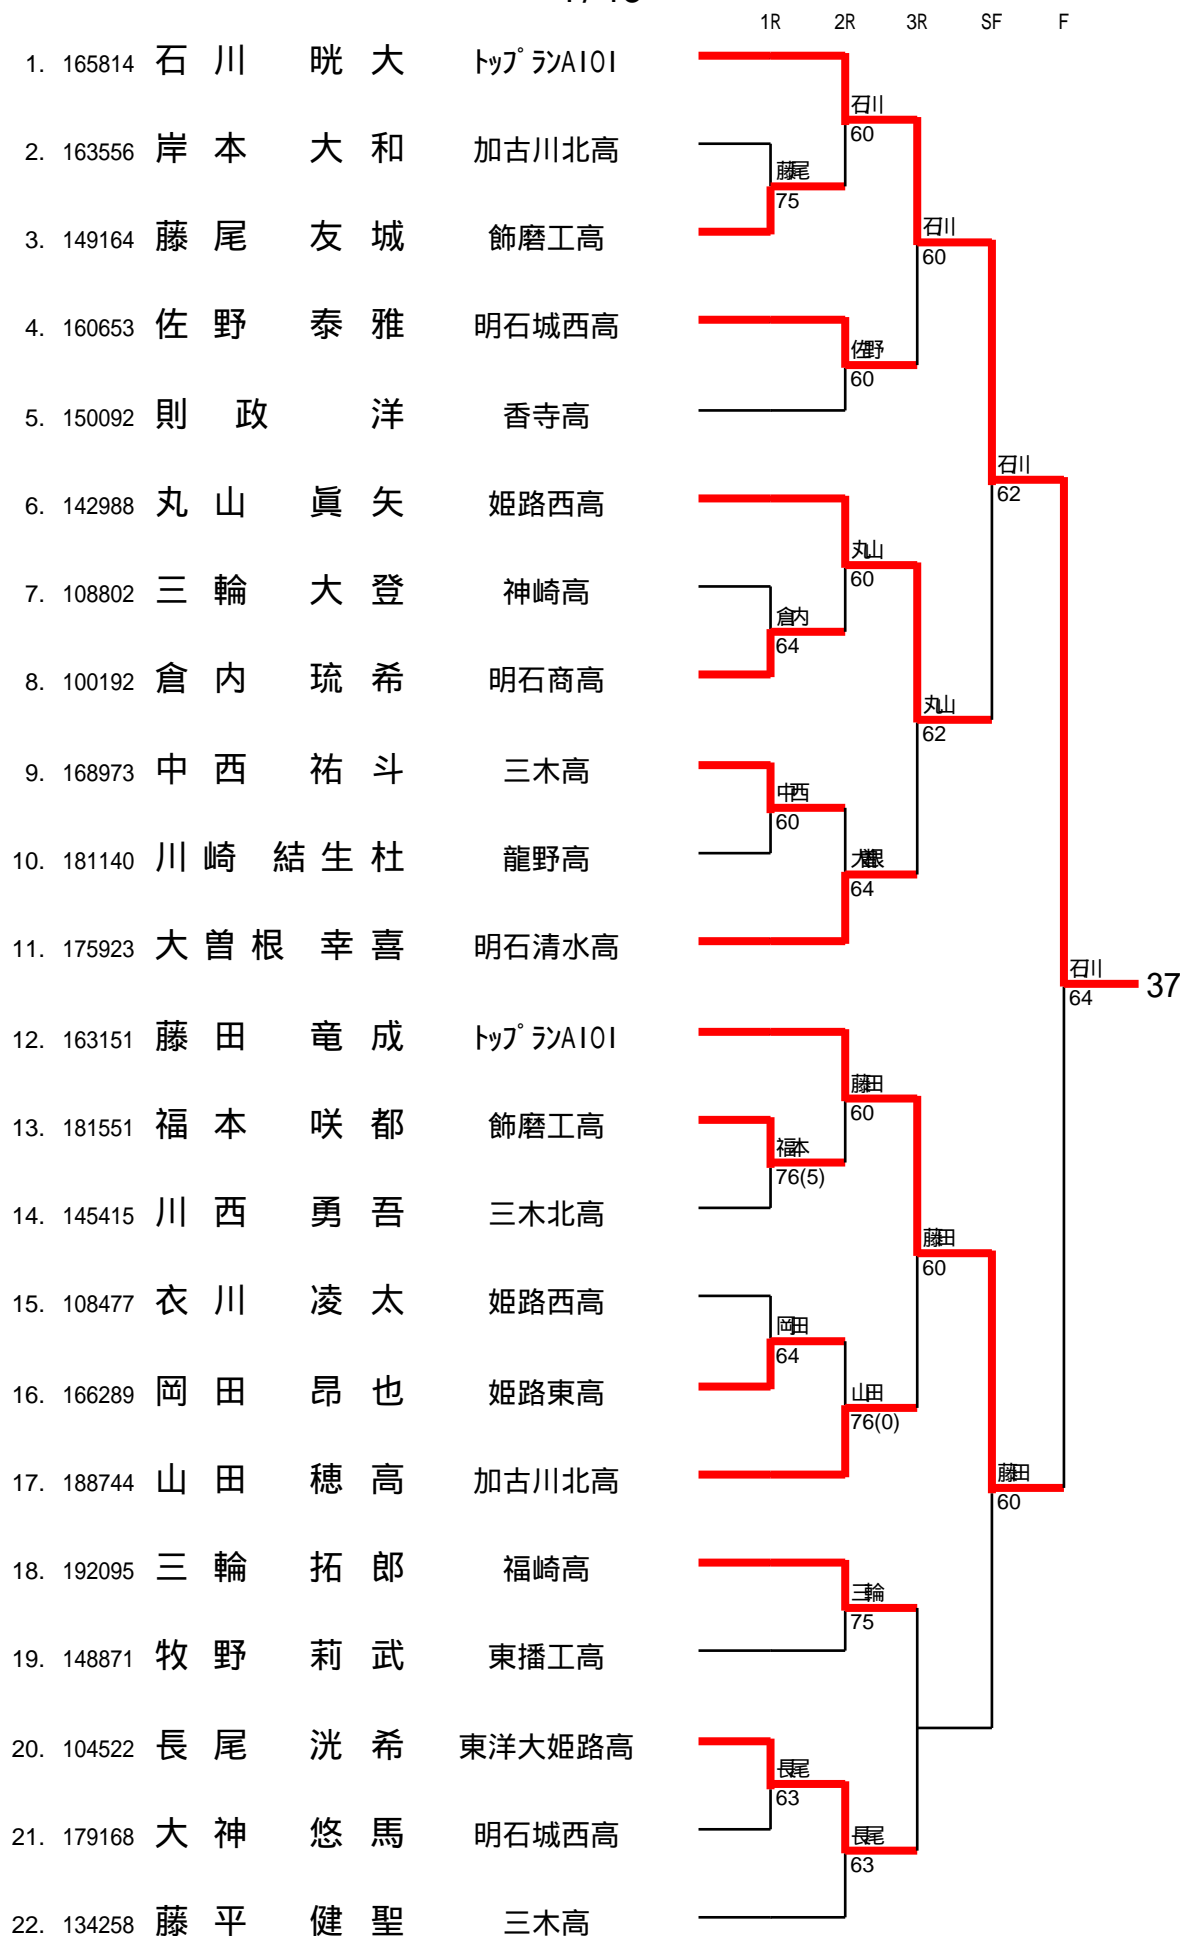 1R 2R 3R SF F
1. 165814 石川 晄大 トップランAIOI
石川
60
2. 163556 岸本 大和 加古川北高
藤尾
75
3. 149164 藤尾 友城 飾磨工高
石川
60
4. 160653 佐野 泰雅 明石城西高
佐野
60
5. 150092 則政 洋 香寺高
石川
62
6. 142988 丸山 眞矢 姫路西高
丸山
60
7. 108802 三輪 大登 神崎高
倉内
64
8. 100192 倉内 琉希 明石商高
丸山
62
9. 168973 中西 祐斗 三木高
中西
60
10. 181140 川崎 結生杜 龍野高
大曽根
64
11. 175923 大曽根 幸喜 明石清水高
石川
64
37
12. 163151 藤田 竜成 トップランAIOI
藤田
60
13. 181551 福本 咲都 飾磨工高
福本
76(5)
14. 145415 川西 勇吾 三木北高
藤田
60
15. 108477 衣川 凌太 姫路西高
岡田
64
16. 166289 岡田 昂也 姫路東高
山田
76(0)
17. 188744 山田 穂高 加古川北高
藤田
60
18. 192095 三輪 拓郎 福崎高
三輪
75
19. 148871 牧野 莉武 東播工高
20. 104522 長尾 洸希 東洋大姫路高
長尾
63
21. 179168 大神 悠馬 明石城西高
長尾
63
22. 134258 藤平 健聖 三木高